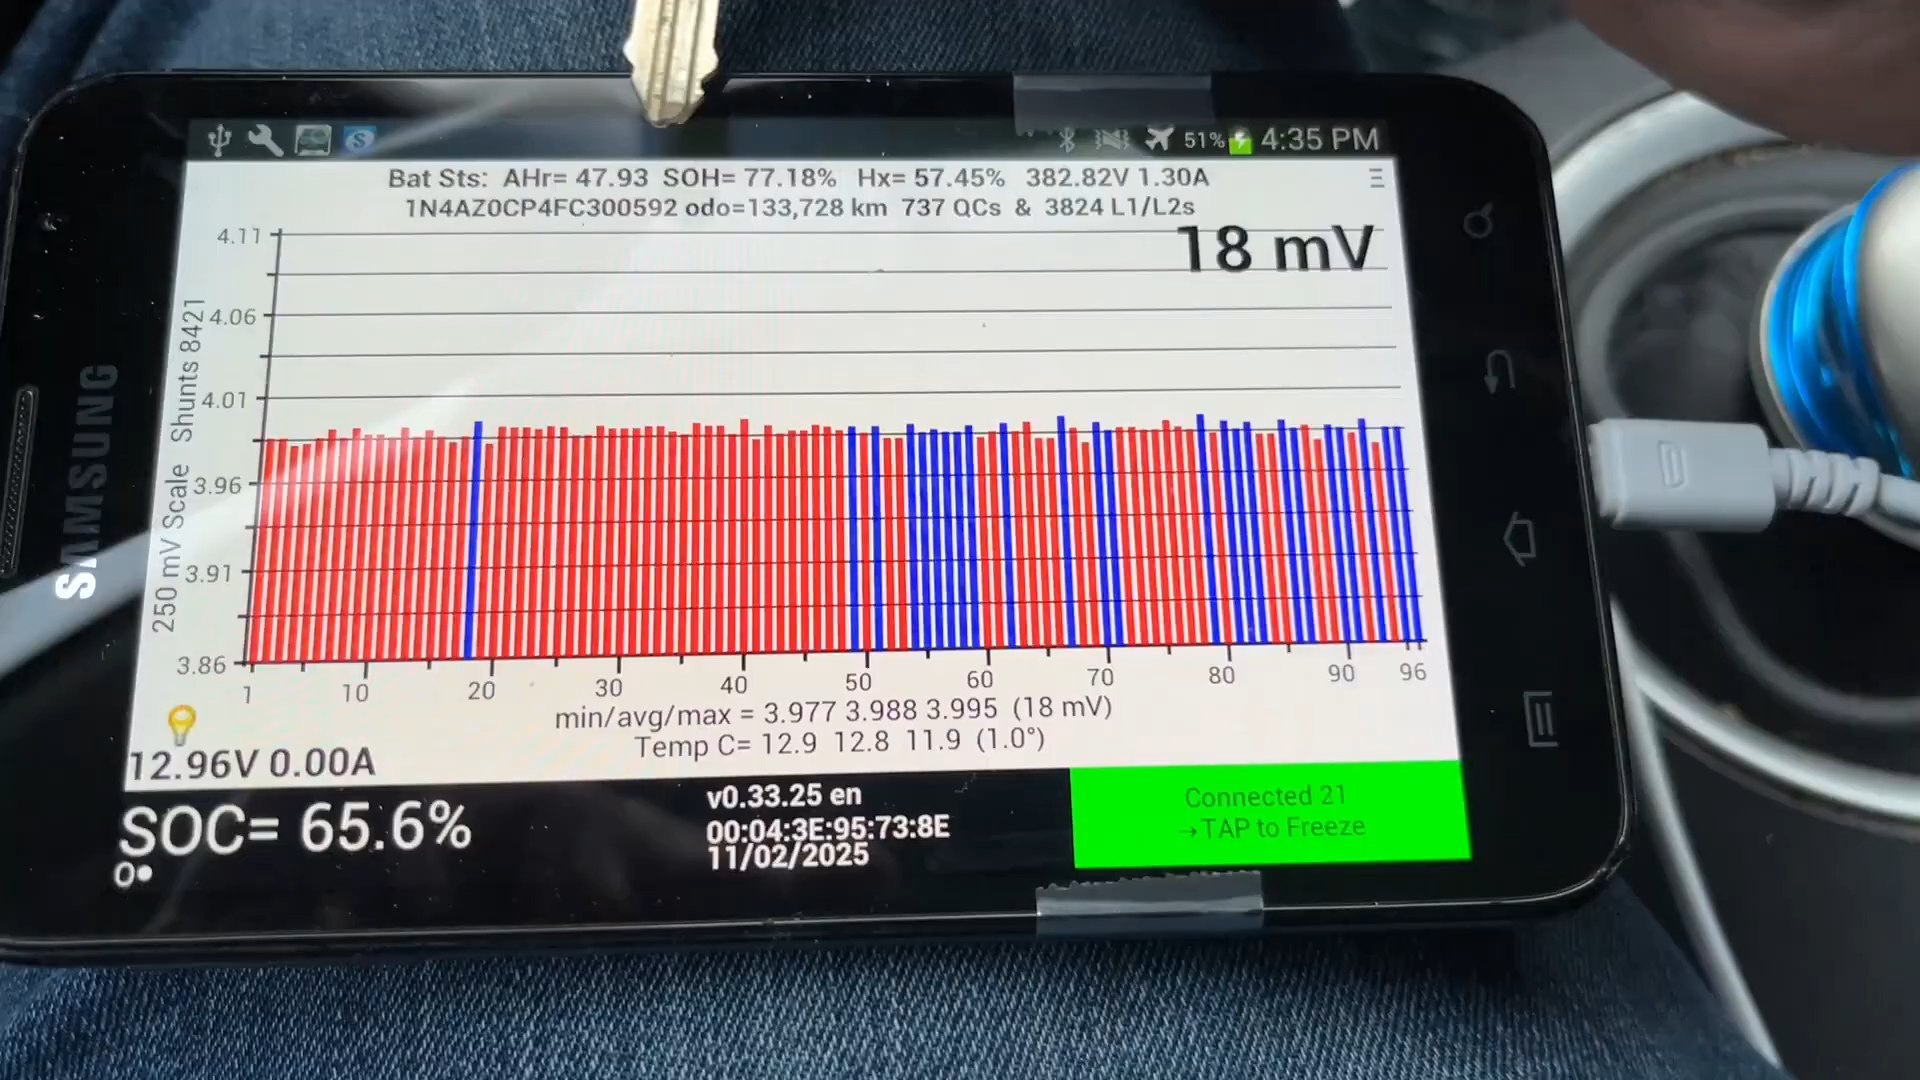 51% 4:35 PM
Bat Sts: AHr= 47.93 SOH= 77.18% Hx= 57.45% 382.82V 1.30A
1N4AZ0CP4FC300592 odo=133,728 km 737 QCs & 3824 L1/L2s
18 mV
4.11
4.06
4.01
3.96
3.91
3.86
250 mV Scale Shunts 8421
1 10 20 30 40 50 60 70 80 90 96
min/avg/max = 3.977 3.988 3.995 (18 mV)
Temp C= 12.9 12.8 11.9 (1.0°)
12.96V 0.00A
SOC= 65.6%
v0.33.25 en
00:04:3E:95:73:8E
11/02/2025
Connected 21
→TAP to Freeze
SAMSUNG